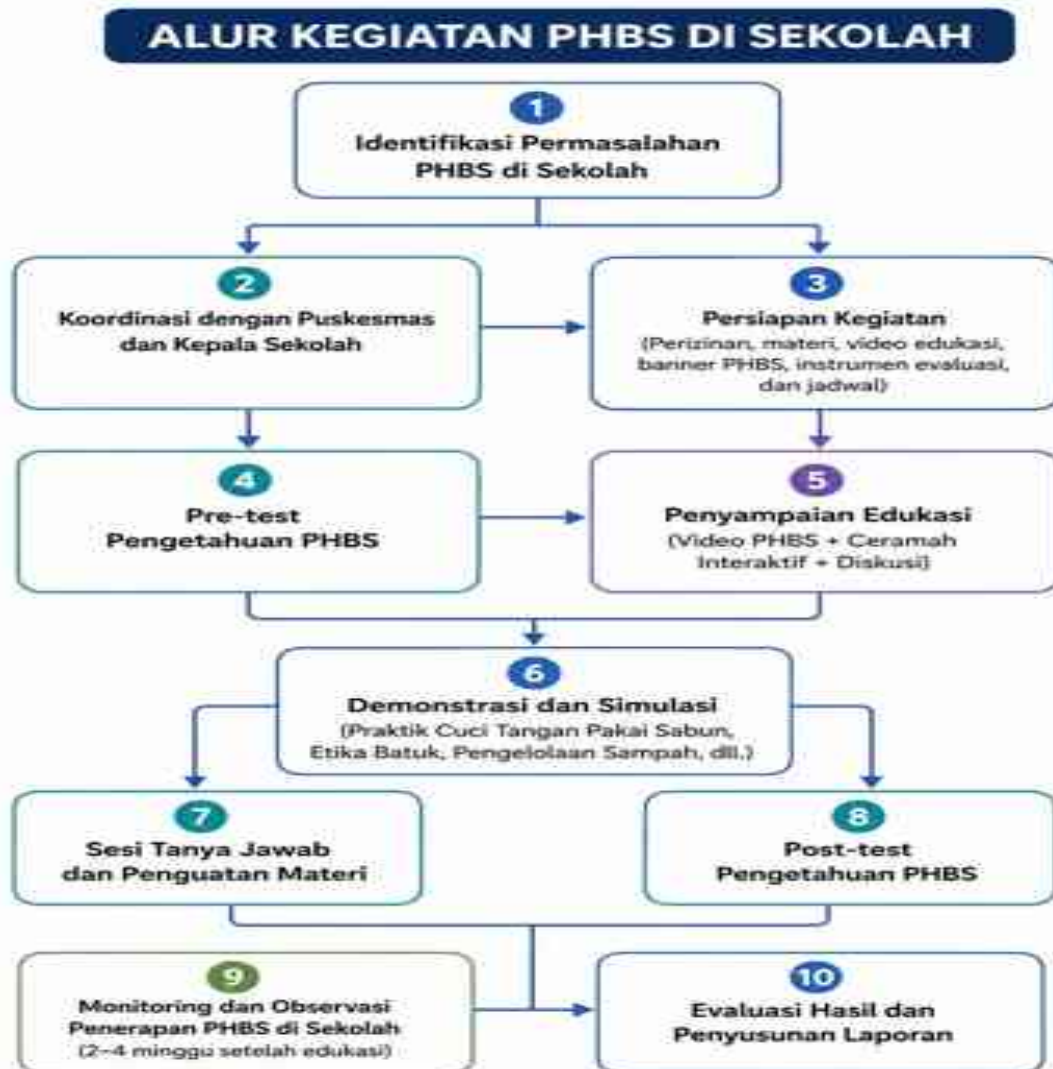 ALUR KEGIATAN PHBS DI SEKOLAH
1
Identifikasi Permasalahan
PHBS di Sekolah
2
Koordinasi dengan Puskesmas
dan Kepala Sekolah
3
Persiapan Kegiatan
(Perizinan, materi, video edukasi,
bariner PHBS, instrumen evaluasi,
dan jadwal)
4
Pre-test
Pengetahuan PHBS
5
Penyampaian Edukasi
(Video PHBS + Ceramah
Interaktif + Diskusi)
6
Demonstrasi dan Simulasi
(Praktik Cuci Tangan Pakai Sabun,
Etika Batuk, Pengelolaan Sampah, dll.)
7
Sesi Tanya Jawab
dan Penguatan Materi
8
Post-test
Pengetahuan PHBS
9
Monitoring dan Observasi
Penerapan PHBS di Sekolah
(2–4 minggu setelah edukasi)
10
Evaluasi Hasil dan
Penyusunan Laporan